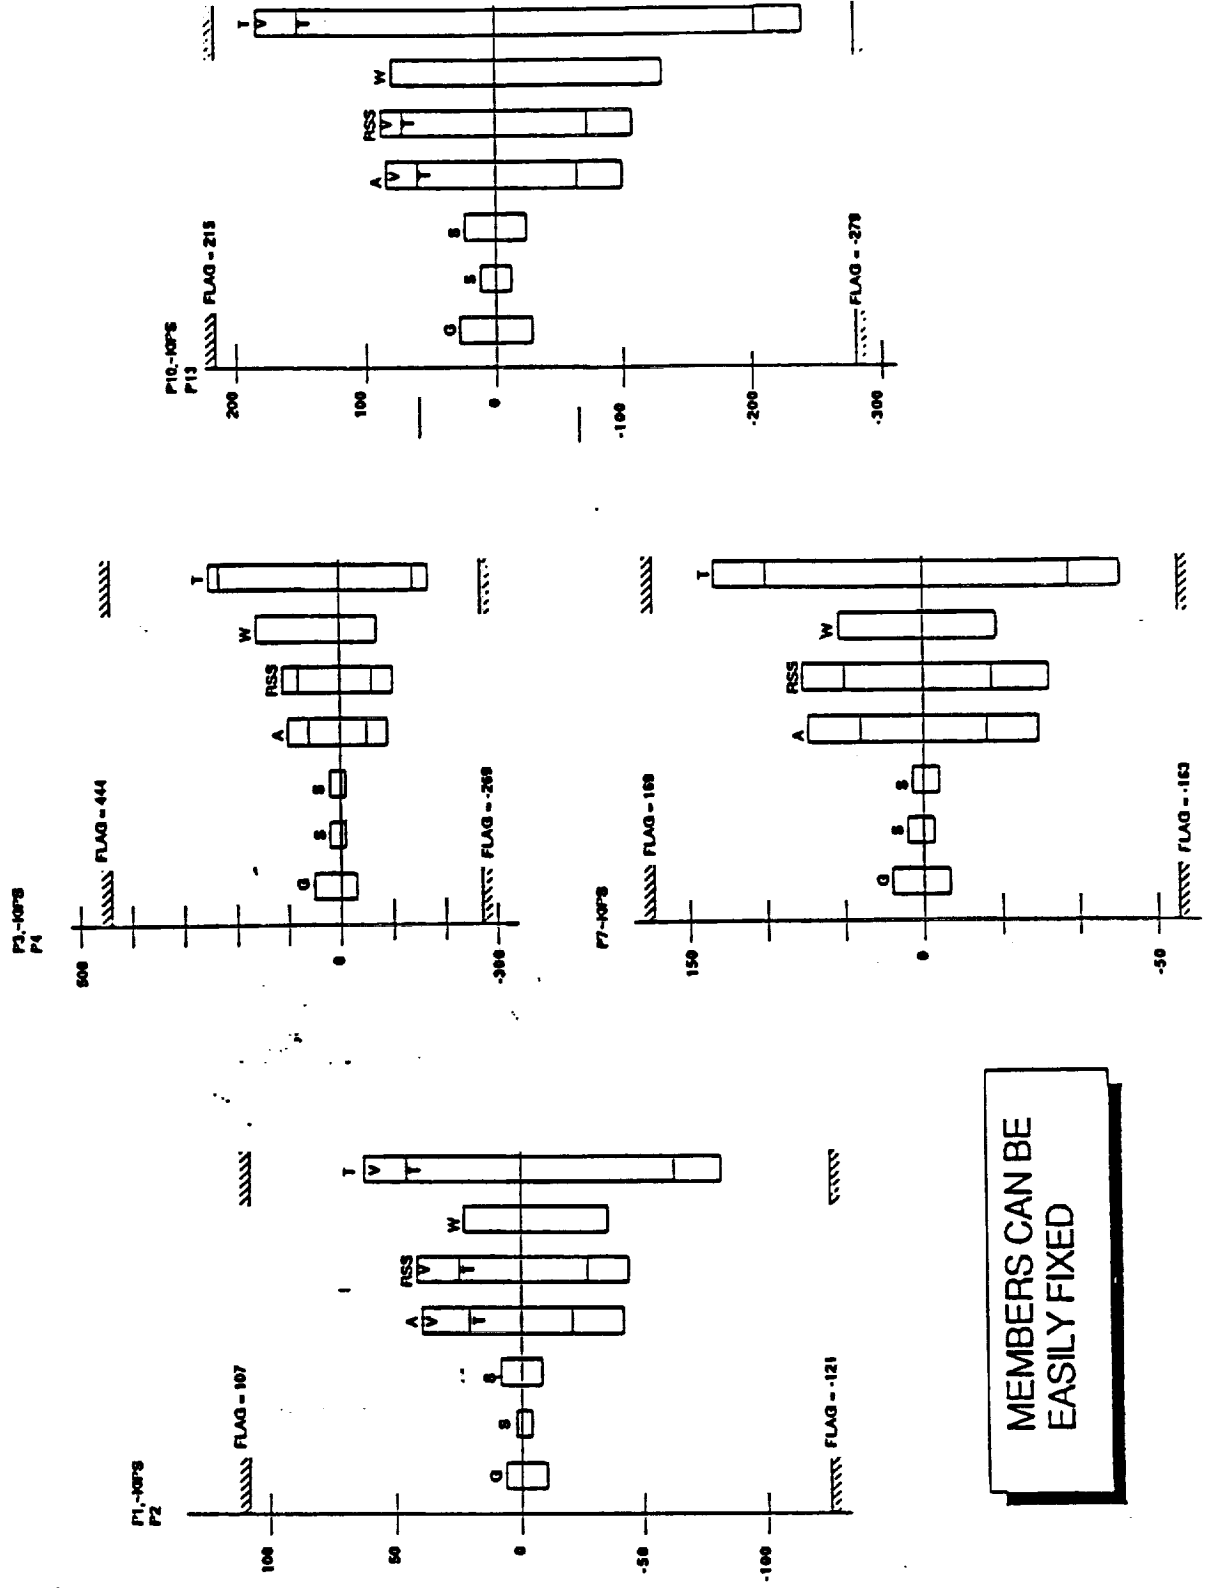 P1,~KIPS
P2
100
50
0
-50
-100
FLAG = 107
FLAG = -121
G
S
S
A
V
T
RSS
V
T
W
T
V
T
P3,~KIPS
P4
500
0
-300
FLAG = 444
FLAG = -269
G
S
S
A
RSS
W
T
P7~KIPS
150
0
-50
FLAG = 169
FLAG = -163
G
S
S
A
RSS
W
T
P10,~KIPS
P13
200
100
0
-100
-200
-300
FLAG = 215
FLAG = -279
G
S
S
A
V
T
RSS
V
T
W
T
V
T
MEMBERS CAN BE
EASILY FIXED